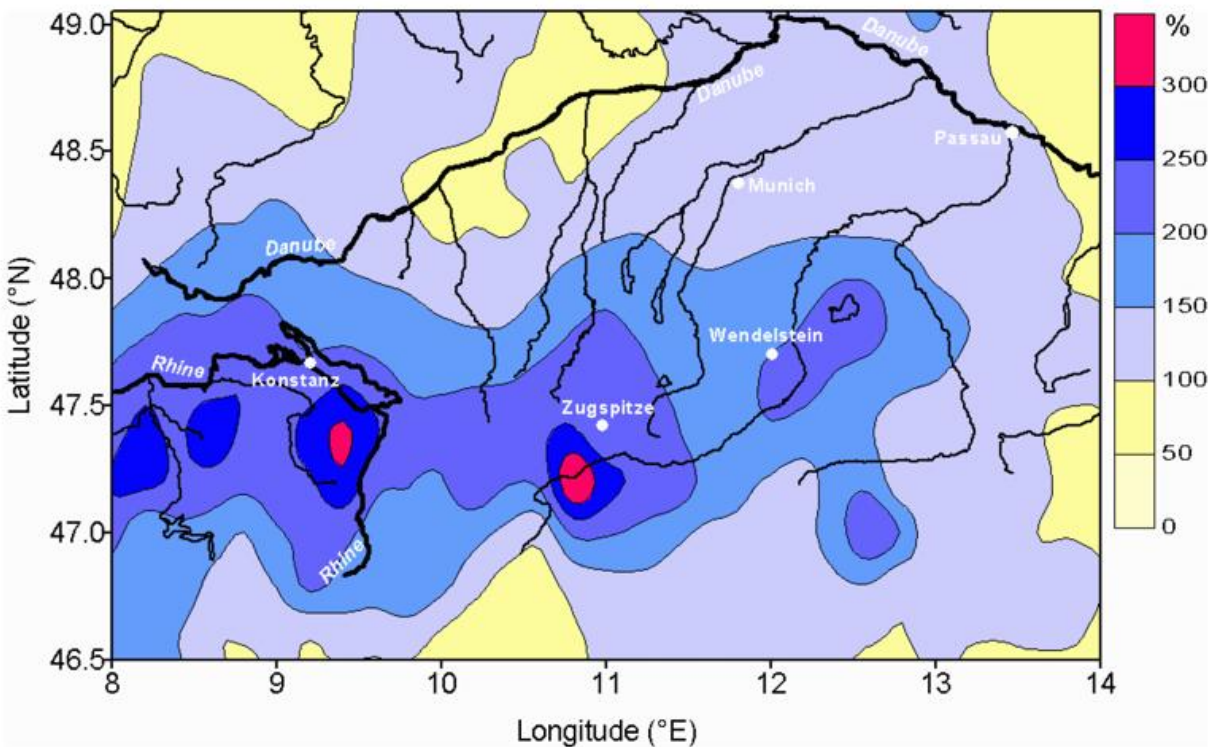 49.0
48.5
48.0
47.5
47.0
46.5
Latitude (°N)
Danube
Danube
Passau
Munich
Danube
Wendelstein
Rhine
Konstanz
Zugspitze
Rhine
8
9
10
11
12
13
14
Longitude (°E)
%
300
250
200
150
100
50
0